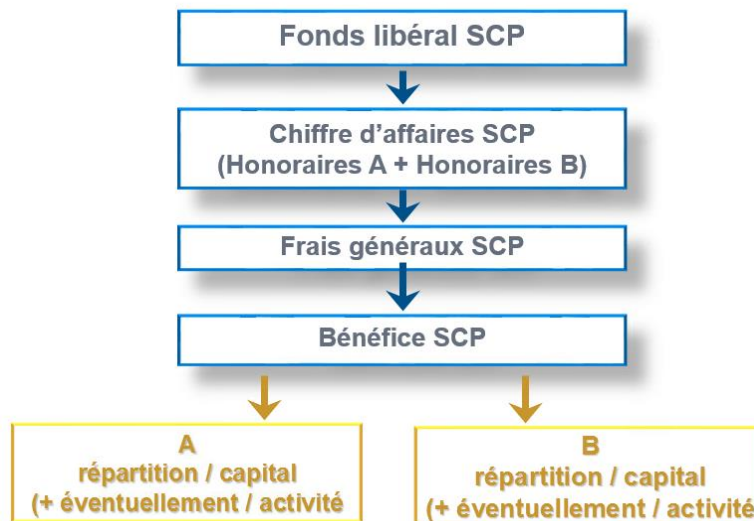 Fonds libéral SCP
Chiffre d'affaires SCP
(Honoraires A + Honoraires B)
Frais généraux SCP
Bénéfice SCP
A
répartition / capital
(+ éventuellement / activité
B
répartition / capital
(+ éventuellement / activité